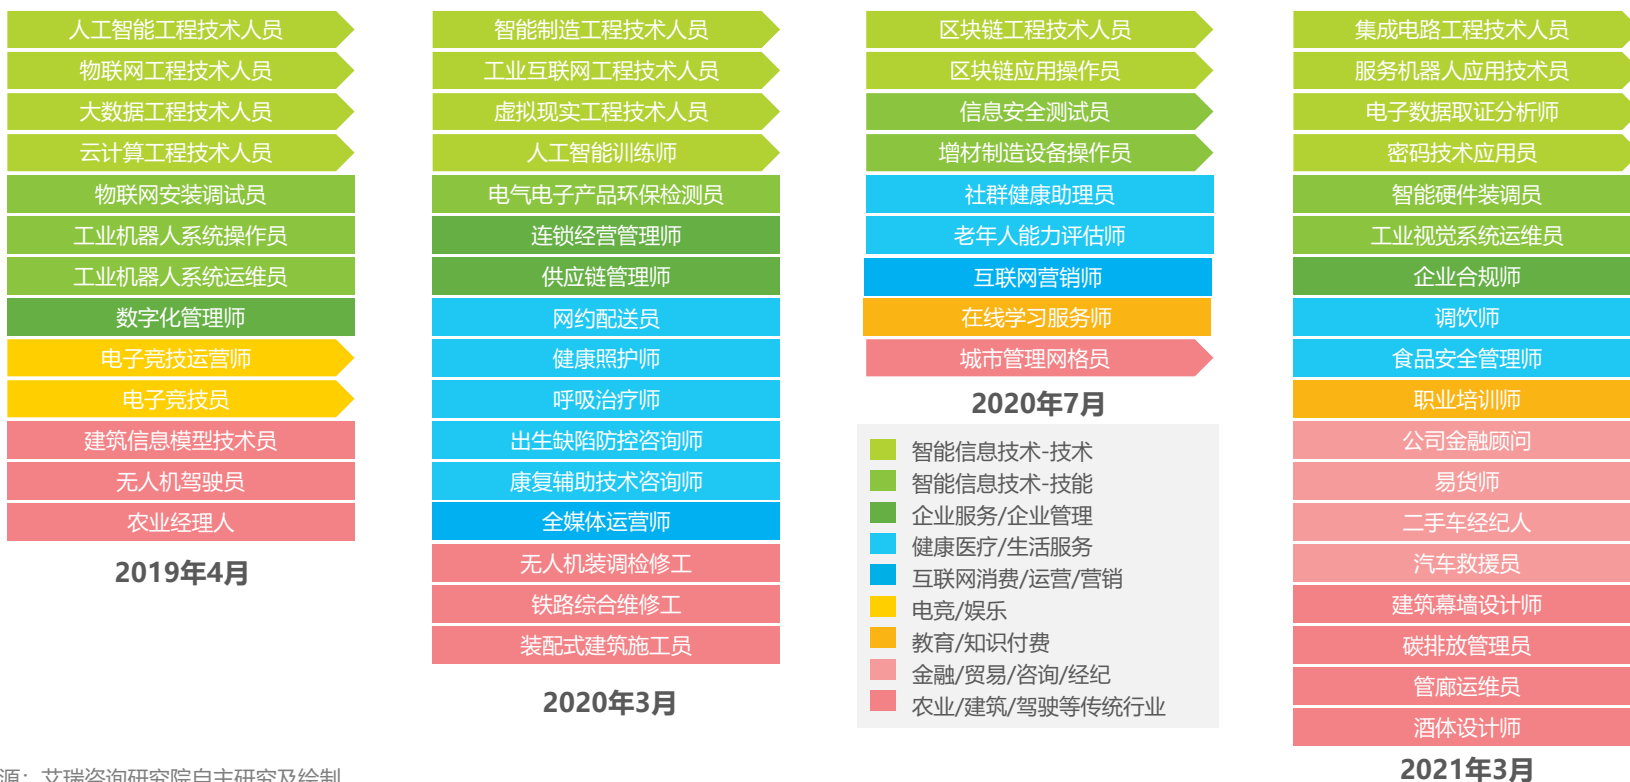 人工智能工程技术人员
物联网工程技术人员
大数据工程技术人员
云计算工程技术人员
物联网安装调试员
工业机器人系统操作员
工业机器人系统运维员
数字化管理师
电子竞技运营师
电子竞技员
建筑信息模型技术员
无人机驾驶员
农业经理人
2019年4月
智能制造工程技术人员
工业互联网工程技术人员
虚拟现实工程技术人员
人工智能训练师
电气电子产品环保检测员
连锁经营管理师
供应链管理师
网约配送员
健康照护师
呼吸治疗师
出生缺陷防控咨询师
康复辅助技术咨询师
全媒体运营师
无人机装调检修工
铁路综合维修工
装配式建筑施工员
2020年3月
区块链工程技术人员
区块链应用操作员
信息安全测试员
增材制造设备操作员
社群健康助理员
老年人能力评估师
互联网营销师
在线学习服务师
城市管理网格员
2020年7月
智能信息技术-技术
智能信息技术-技能
企业服务/企业管理
健康医疗/生活服务
互联网消费/运营/营销
电竞/娱乐
教育/知识付费
金融/贸易/咨询/经纪
农业/建筑/驾驶等传统行业
集成电路工程技术人员
服务机器人应用技术员
电子数据取证分析师
密码技术应用员
智能硬件装调员
工业视觉系统运维员
企业合规师
调饮师
食品安全管理师
职业培训师
公司金融顾问
易货师
二手车经纪人
汽车救援员
建筑幕墙设计师
碳排放管理员
管廊运维员
酒体设计师
2021年3月
源：艾瑞咨询研究院自主研究及绘制